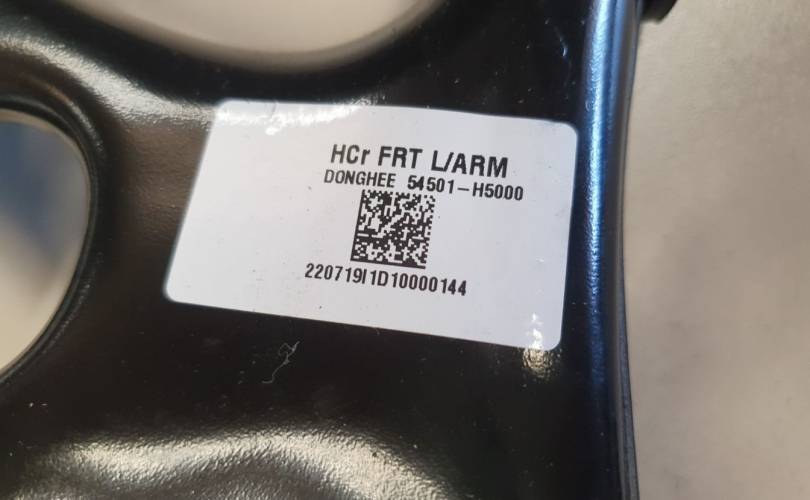 HCr FRT L/ARM
DONGHEE 54501-H5000
220719I1D10000144